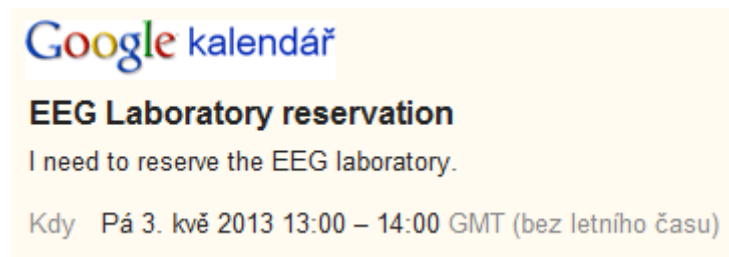 Google kalendář
EEG Laboratory reservation
I need to reserve the EEG laboratory.
Kdy Pá 3. kvě 2013 13:00 – 14:00 GMT (bez letního času)